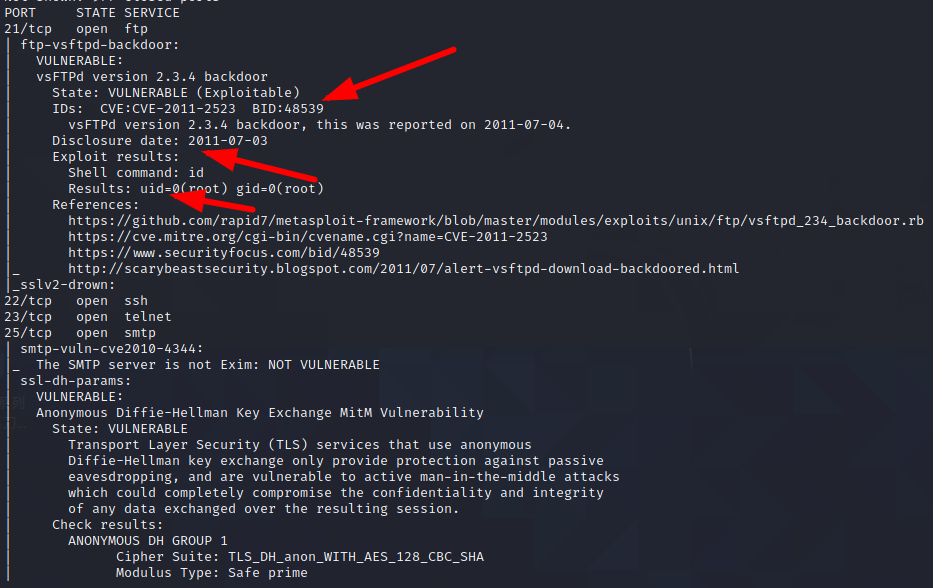 PORT STATE SERVICE
21/tcp open ftp
| ftp-vsftpd-backdoor:
| VULNERABLE:
| vsFTPd version 2.3.4 backdoor
| State: VULNERABLE (Exploitable)
| IDs: CVE:CVE-2011-2523 BID:48539
| vsFTPd version 2.3.4 backdoor, this was reported on 2011-07-04.
| Disclosure date: 2011-07-03
| Exploit results:
| Shell command: id
| Results: uid=0(root) gid=0(root)
| References:
| https://github.com/rapid7/metasploit-framework/blob/master/modules/exploits/unix/ftp/vsftpd_234_backdoor.rb
| https://cve.mitre.org/cgi-bin/cvename.cgi?name=CVE-2011-2523
| https://www.securityfocus.com/bid/48539
|_ http://scarybeastsecurity.blogspot.com/2011/07/alert-vsftpd-download-backdoored.html
|_sslv2-drown:
22/tcp open ssh
23/tcp open telnet
25/tcp open smtp
| smtp-vuln-cve2010-4344:
|_ The SMTP server is not Exim: NOT VULNERABLE
| ssl-dh-params:
| VULNERABLE:
| Anonymous Diffie-Hellman Key Exchange MitM Vulnerability
| State: VULNERABLE
| Transport Layer Security (TLS) services that use anonymous
| Diffie-Hellman key exchange only provide protection against passive
| eavesdropping, and are vulnerable to active man-in-the-middle attacks
| which could completely compromise the confidentiality and integrity
| of any data exchanged over the resulting session.
| Check results:
| ANONYMOUS DH GROUP 1
| Cipher Suite: TLS_DH_anon_WITH_AES_128_CBC_SHA
| Modulus Type: Safe prime